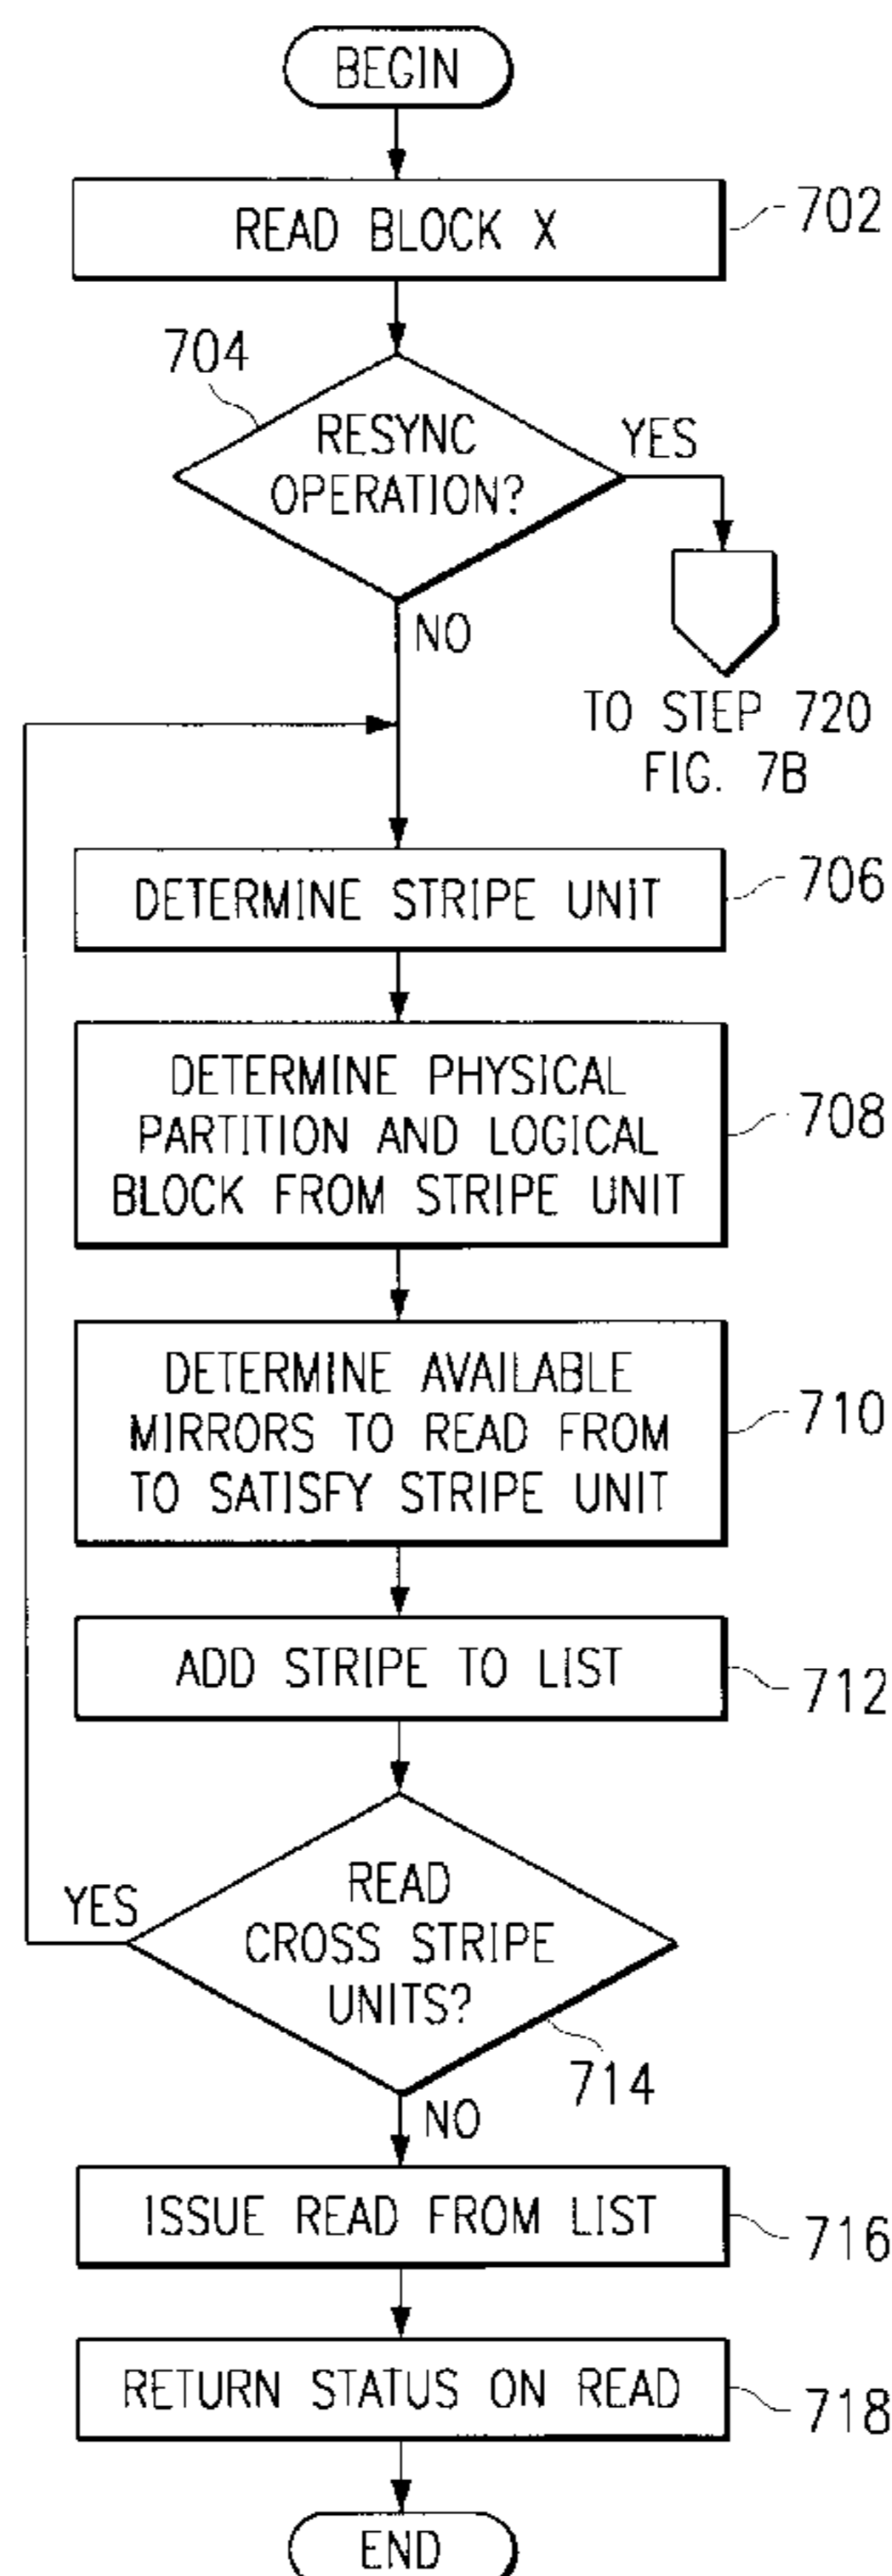 BEGIN
READ BLOCK X
702
704
RESYNC
OPERATION?
YES
NO
TO STEP 720
FIG. 7B
DETERMINE STRIPE UNIT
706
DETERMINE PHYSICAL
PARTITION AND LOGICAL
BLOCK FROM STRIPE UNIT
708
DETERMINE AVAILABLE
MIRRORS TO READ FROM
TO SATISFY STRIPE UNIT
710
ADD STRIPE TO LIST
712
READ
CROSS STRIPE
UNITS?
YES
714
NO
ISSUE READ FROM LIST
716
RETURN STATUS ON READ
718
END